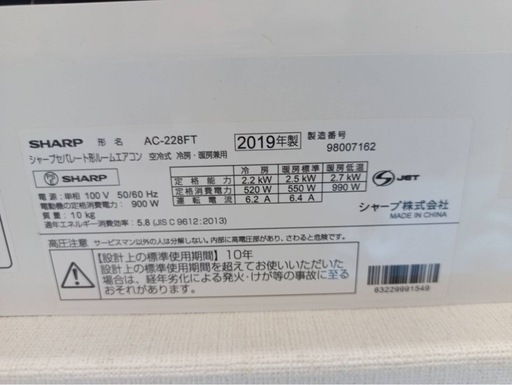 SHARP 形名 AC-228FT 2019年製 製造番号 98007162
シャープセパレート形ルームエアコン 空冷式 冷房・暖房兼用
SHARP
冷房 暖房標準 暖房低温
定格能力 2.2 kW 2.5 kW 2.7 kW
定格消費電力 520 W 550 W 990 W
運転電流 6.2 A 6.4 A
JET
電源:単相 100 V 50/60 Hz
電動機の定格消費電力: 900 W
質量: 10 kg
通年エネルギー消費効率: 5.8 (JIS C 9612:2013)
シャープ株式会社
MADE IN CHINA
高圧注意 サービスマン以外の人は分解しない。内部に高電圧部があり、さわると危険です。
【設計上の標準使用期間】10年
設計上の標準使用期間を超えてお使いいただいた
場合は、経年劣化による発火・けが等の事故に至る
おそれがあります。
83229991549